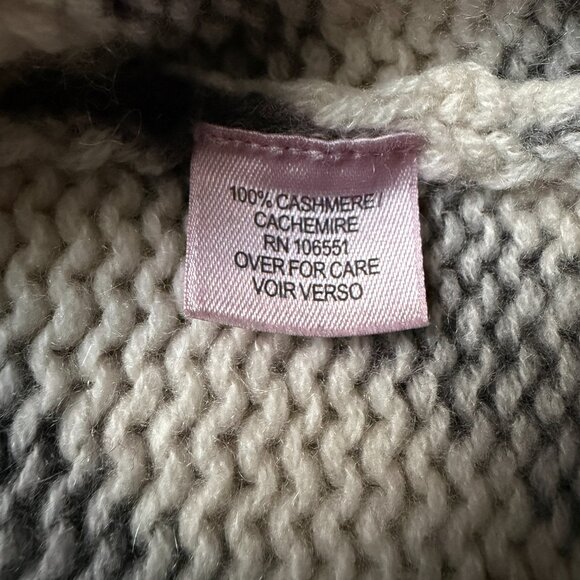 100% CASHMERE/
CACHEMIRE
RN 106551
OVER FOR CARE
VOIR VERSO